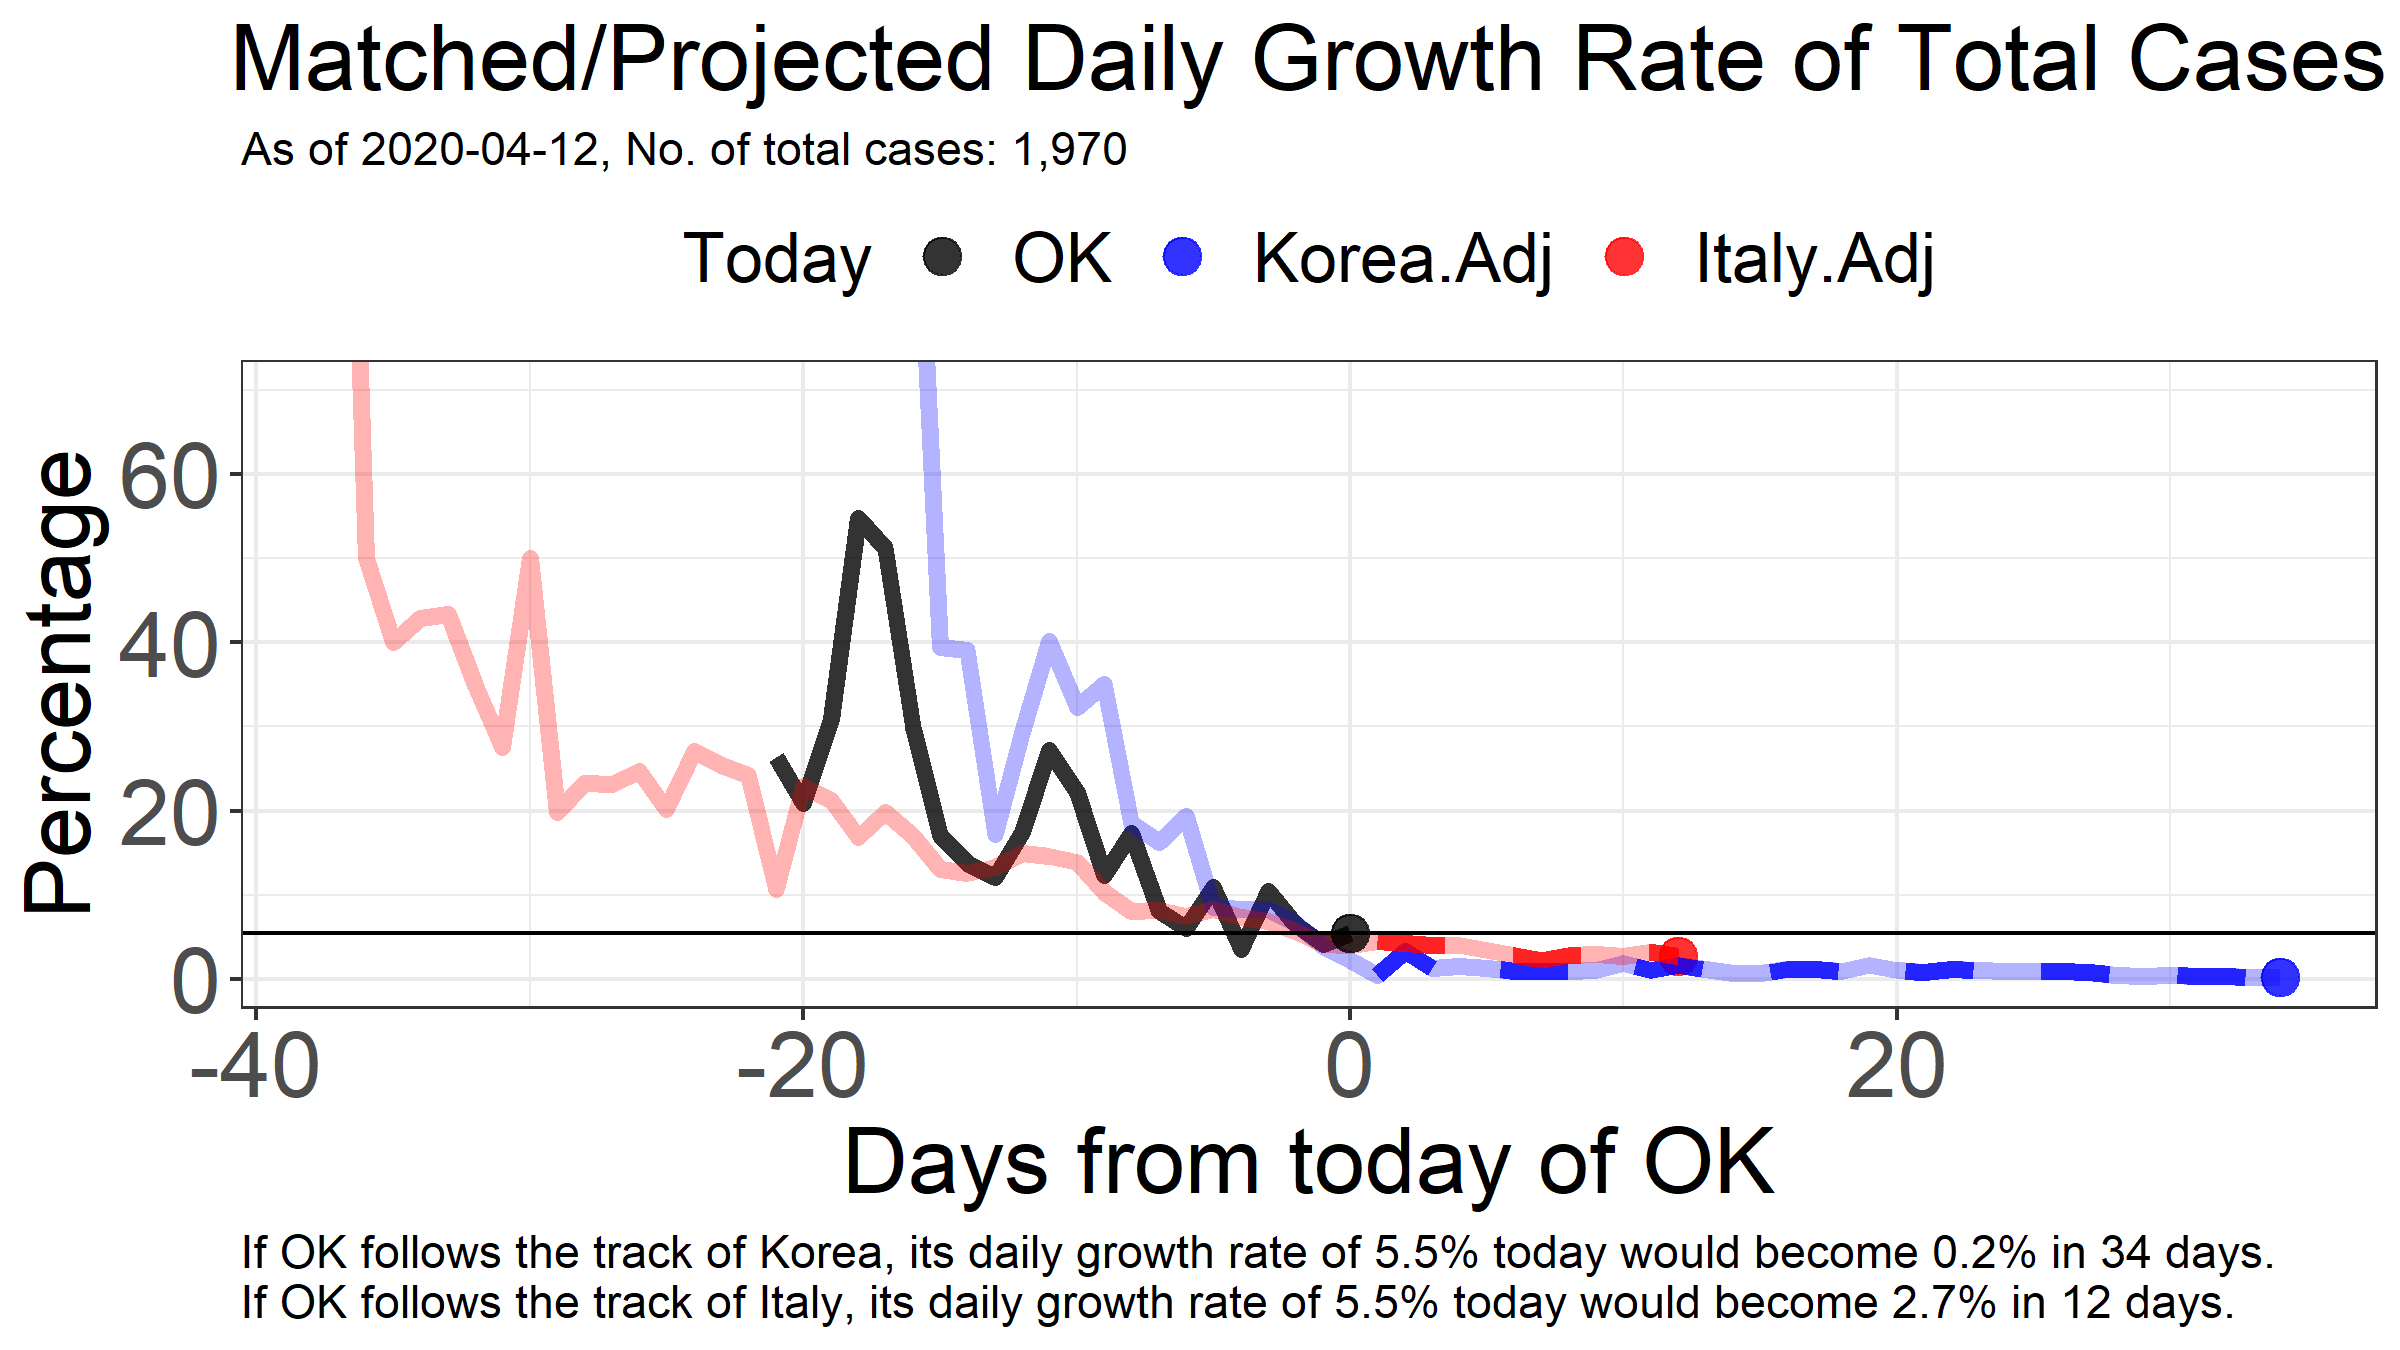 Matched/Projected Daily Growth Rate of Total Cases
As of 2020-04-12, No. of total cases: 1,970
Today OK Korea.Adj Italy.Adj
Percentage
60
40
20
0
-40 -20 0 20
Days from today of OK
If OK follows the track of Korea, its daily growth rate of 5.5% today would become 0.2% in 34 days.
If OK follows the track of Italy, its daily growth rate of 5.5% today would become 2.7% in 12 days.